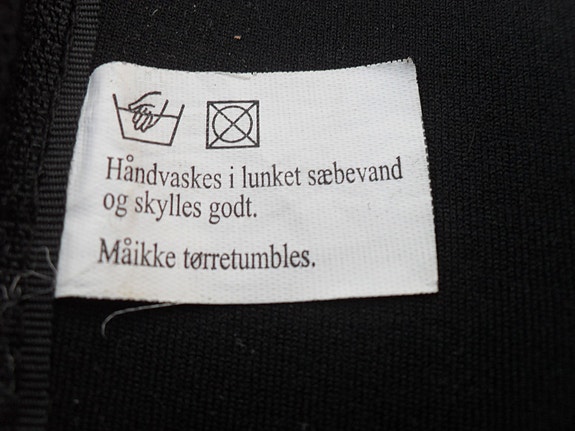 Håndvaskes i lunket sæbevand
og skylles godt.
Måikke tørretumbles.